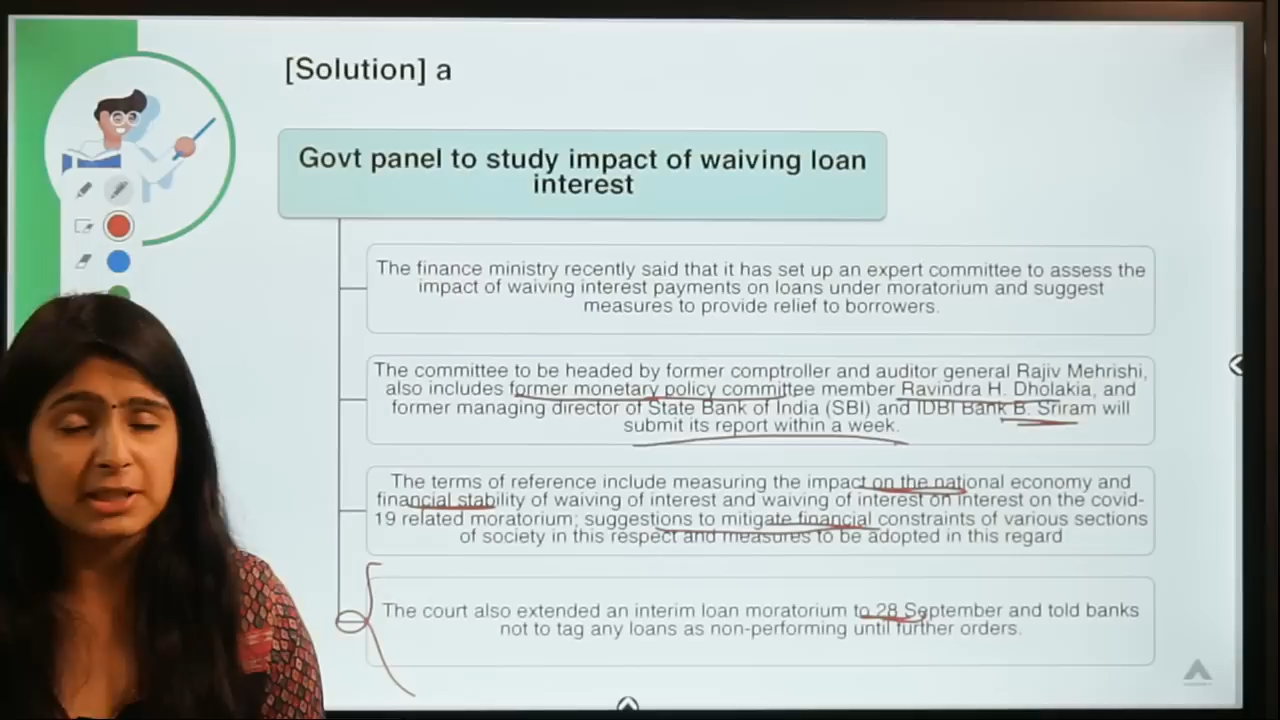 [Solution] a
Govt panel to study impact of waiving loan
interest
The finance ministry recently said that it has set up an expert committee to assess the
impact of waiving interest payments on loans under moratorium and suggest
measures to provide relief to borrowers.
The committee to be headed by former comptroller and auditor general Rajiv Mehrishi,
also includes former monetary policy committee member Ravindra H. Dholakia, and
former managing director of State Bank of India (SBI) and IDBI Bank B. Sriram will
submit its report within a week.
The terms of reference include measuring the impact on the national economy and
financial stability of waiving of interest and waiving of interest on interest on the covid-
19 related moratorium; suggestions to mitigate financial constraints of various sections
of society in this respect and measures to be adopted in this regard
The court also extended an interim loan moratorium to 28 September and told banks
not to tag any loans as non-performing until further orders.